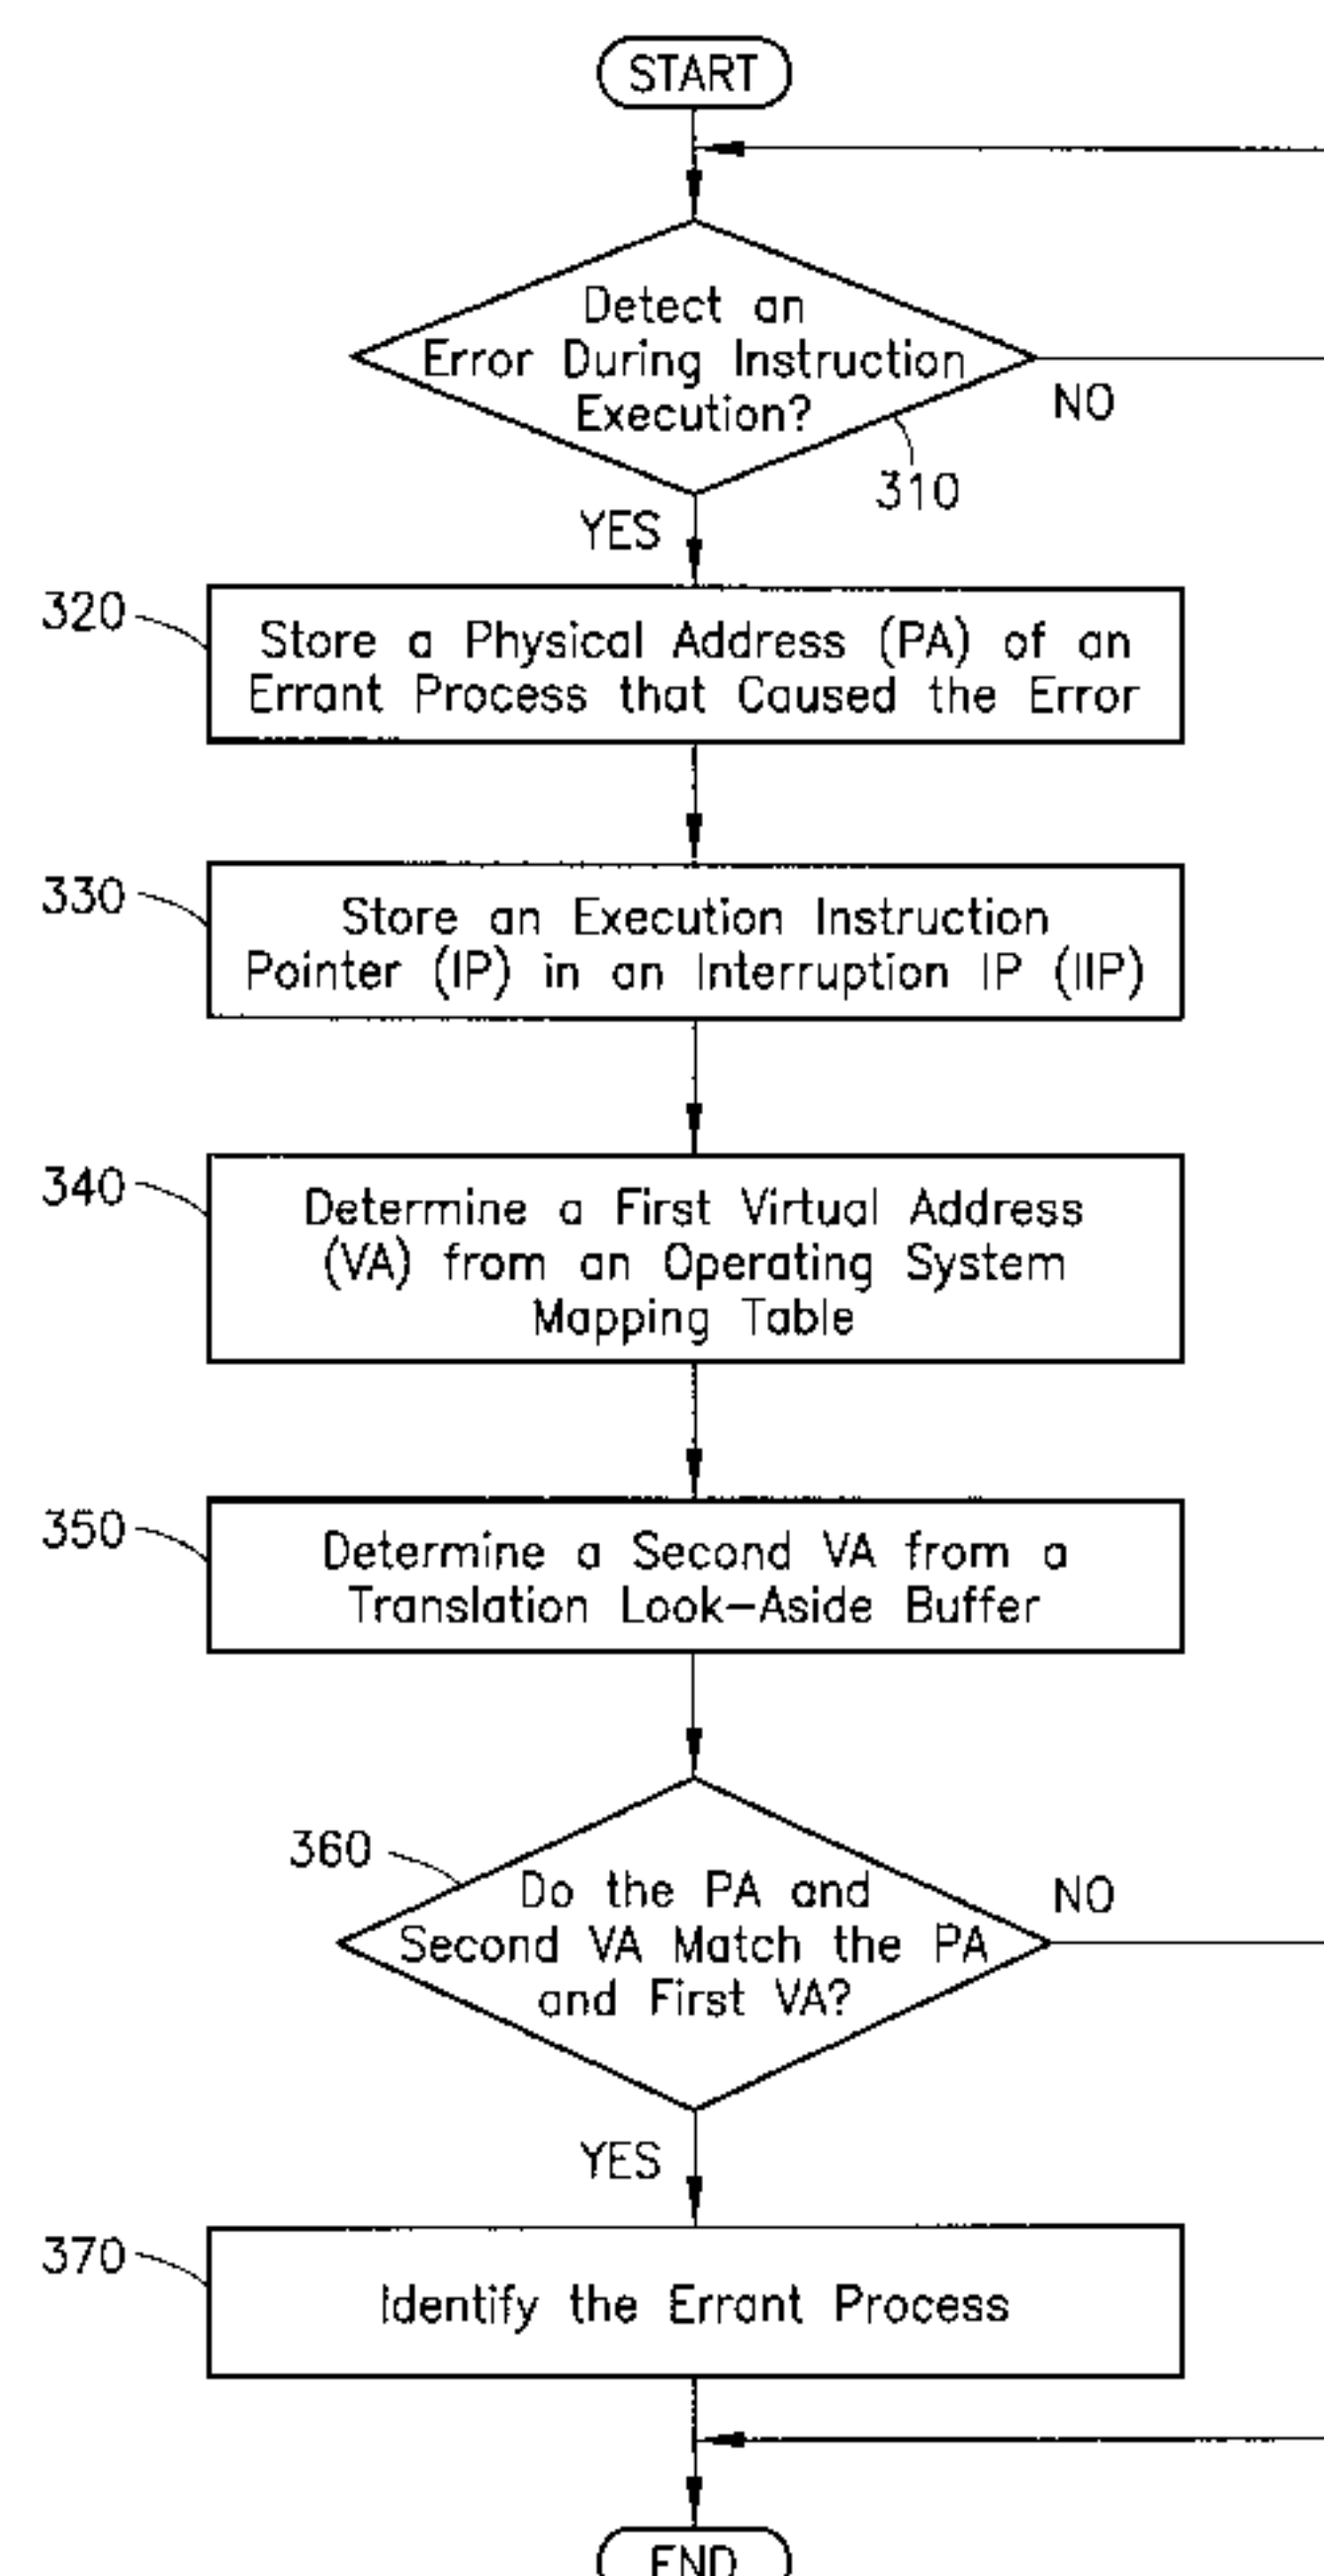 START
Detect an
Error During Instruction
Execution?
NO
310
YES
320
Store a Physical Address (PA) of an
Errant Process that Caused the Error
330
Store an Execution Instruction
Pointer (IP) in an Interruption IP (IIP)
340
Determine a First Virtual Address
(VA) from an Operating System
Mapping Table
350
Determine a Second VA from a
Translation Look-Aside Buffer
360
Do the PA and
Second VA Match the PA
and First VA?
NO
YES
370
Identify the Errant Process
END